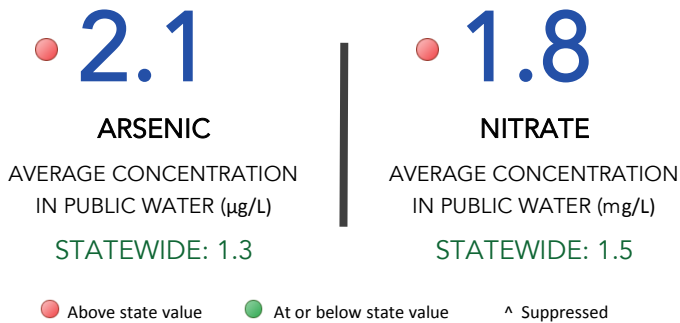 2.1
ARSENIC
AVERAGE CONCENTRATION
IN PUBLIC WATER (µg/L)
STATEWIDE: 1.3
1.8
NITRATE
AVERAGE CONCENTRATION
IN PUBLIC WATER (mg/L)
STATEWIDE: 1.5
Above state value At or below state value ^ Suppressed